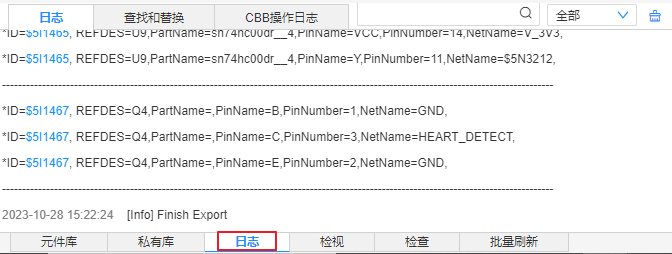 日志 查找和替换 CBB操作日志 全部
*ID=$5I1465, REFDES=U9,PartName=sn74hc00dr__4,PinName=VCC,PinNumber=14,NetName=V_3V3,
*ID=$5I1465, REFDES=U9,PartName=sn74hc00dr__4,PinName=Y,PinNumber=11,NetName=$5N3212,
*ID=$5I1467, REFDES=Q4,PartName=,PinName=B,PinNumber=1,NetName=GND,
*ID=$5I1467, REFDES=Q4,PartName=,PinName=C,PinNumber=3,NetName=HEART_DETECT,
*ID=$5I1467, REFDES=Q4,PartName=,PinName=E,PinNumber=2,NetName=GND,
2023-10-28 15:22:24 [Info] Finish Export
元件库 私有库 日志 检视 检查 批量刷新